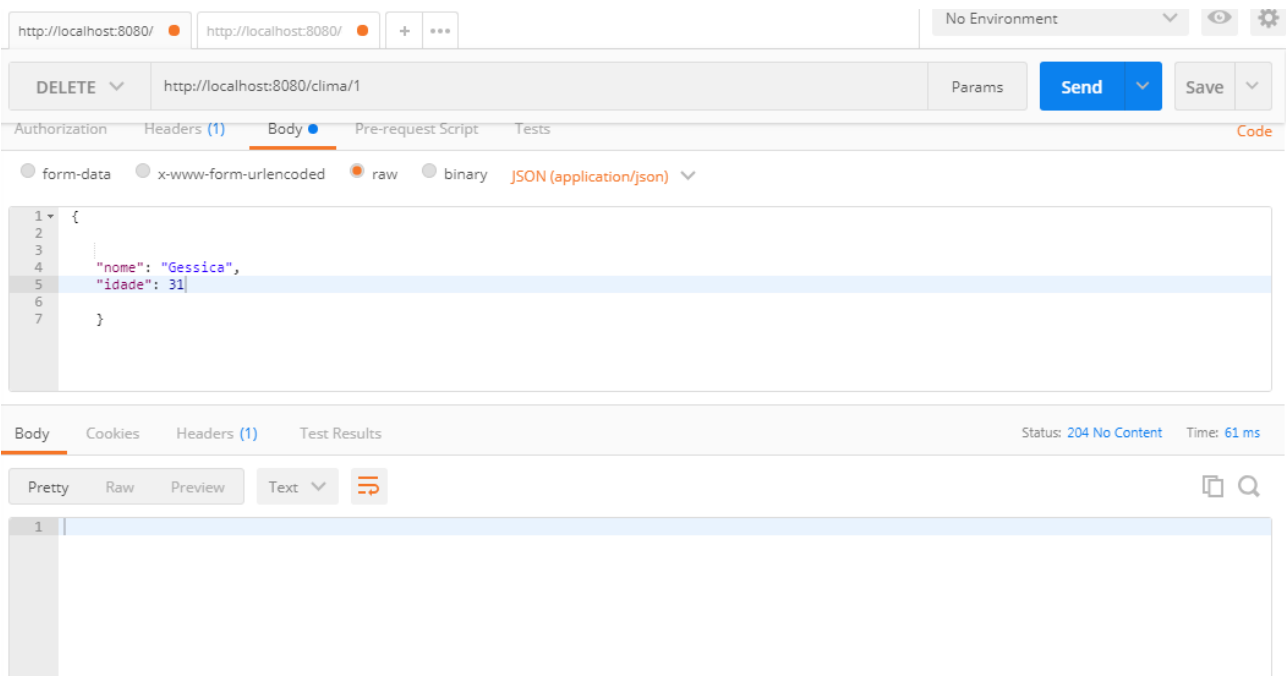 http://localhost:8080/ http://localhost:8080/ + ••• No Environment
DELETE http://localhost:8080/clima/1 Params Send Save
Authorization Headers (1) Body Pre-request Script Tests Code
form-data x-www-form-urlencoded raw binary JSON (application/json)
1 {
2
3
4 "nome": "Gessica",
5 "idade": 31
6
7 }
Body Cookies Headers (1) Test Results Status: 204 No Content Time: 61 ms
Pretty Raw Preview Text
1